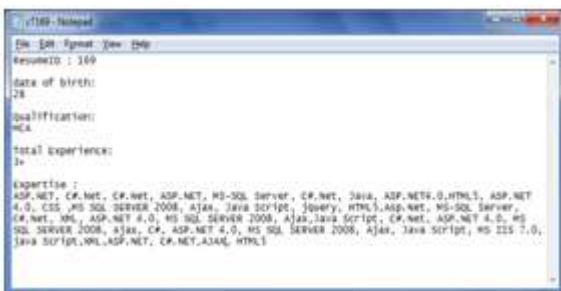 cT169 - Notepad
File Edit Format View Help
ResumeID : 169
date of birth:
28
Qualification:
MCA
Total Experience:
3+
Expertise :
ASP.NET, C#.Net, C#.Net, ASP.NET, MS-SQL Server, C#.Net, Java, ASP.NET4.0,HTML5, ASP.NET
4.0, CSS ,MS SQL SERVER 2008, Ajax, Java Script, jquery, HTML5,Asp.Net, MS-SQL Server,
C#.Net, XML, ASP.NET 4.0, MS SQL SERVER 2008, Ajax,Java Script, C#.Net, ASP.NET 4.0, MS
SQL SERVER 2008, Ajax, C#, ASP.NET 4.0, MS SQL SERVER 2008, Ajax, Java Script, MS IIS 7.0,
java Script,XML,ASP.NET, C#.NET,AJAX, HTML5